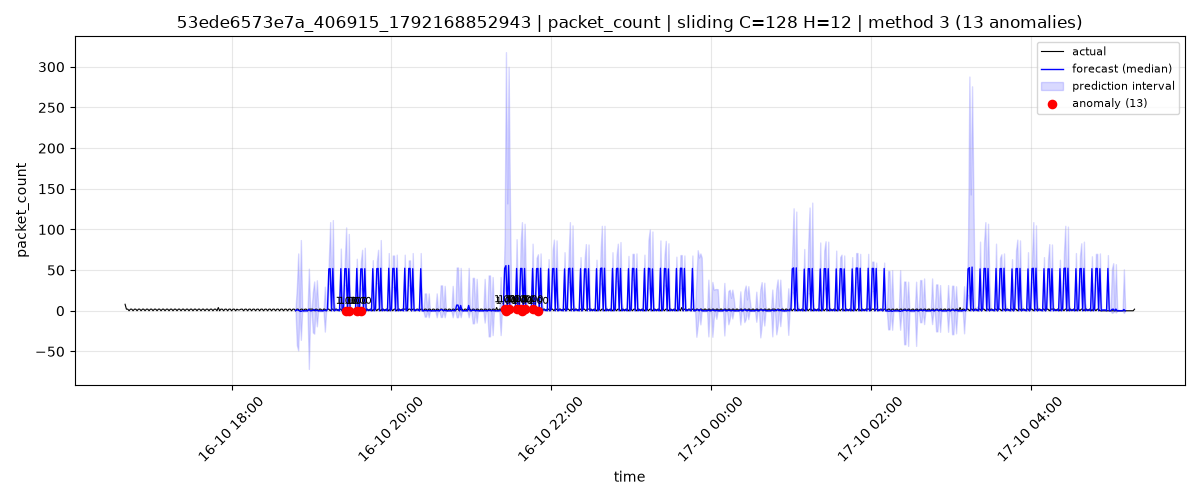 53ede6573e7a_406915_1792168852943 | packet_count | sliding C=128 H=12 | method 3 (13 anomalies)
actual
forecast (median)
prediction interval
anomaly (13)
packet_count
300
250
200
150
100
50
0
−50
16-10 18:00
16-10 20:00
16-10 22:00
17-10 00:00
17-10 02:00
17-10 04:00
time